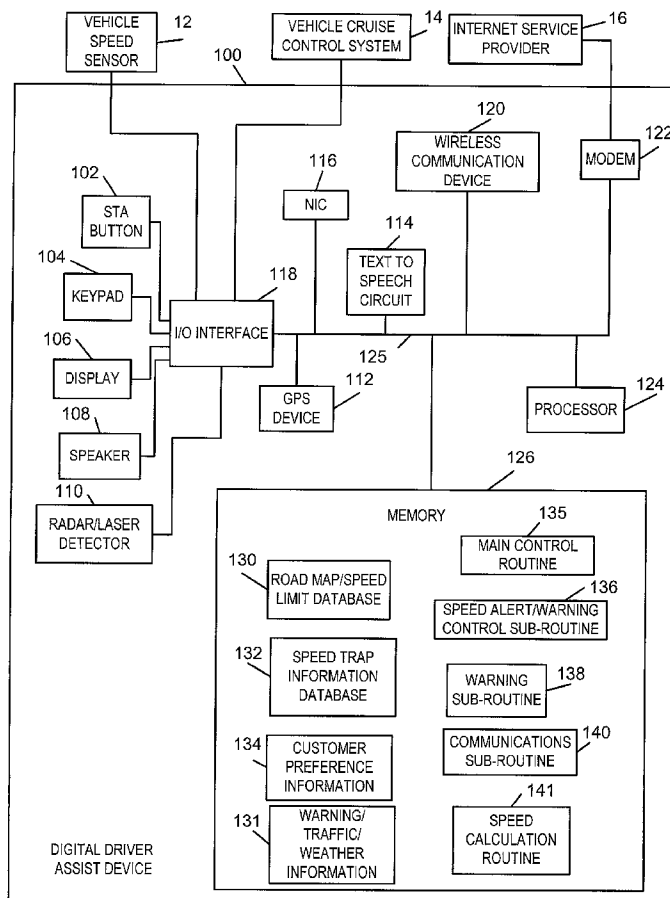 VEHICLE
SPEED
SENSOR
12
VEHICLE CRUISE
CONTROL SYSTEM
14
INTERNET SERVICE
PROVIDER
16
100
120
WIRELESS
COMMUNICATION
DEVICE
MODEM
122
102
STA
BUTTON
116
NIC
114
TEXT TO
SPEECH
CIRCUIT
104
KEYPAD
118
I/O INTERFACE
106
DISPLAY
125
GPS
DEVICE
112
PROCESSOR
124
108
SPEAKER
110
RADAR/LASER
DETECTOR
126
MEMORY
135
MAIN CONTROL
ROUTINE
130
ROAD MAP/SPEED
LIMIT DATABASE
136
SPEED ALERT/WARNING
CONTROL SUB-ROUTINE
132
SPEED TRAP
INFORMATION
DATABASE
WARNING
SUB-ROUTINE
138
134
CUSTOMER
PREFERENCE
INFORMATION
COMMUNICATIONS
SUB-ROUTINE
140
131
WARNING/
TRAFFIC/
WEATHER
INFORMATION
141
SPEED
CALCULATION
ROUTINE
DIGITAL DRIVER
ASSIST DEVICE